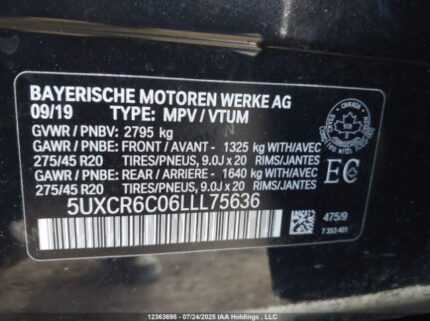 BAYERISCHE MOTOREN WERKE AG
09/19 TYPE: MPV / VTUM
GVWR / PNBV: 2795 kg
GAWR / PNBE: FRONT / AVANT - 1325 kg WITH/AVEC
275/45 R20 TIRES/PNEUS, 9.0J x 20 RIMS/JANTES
GAWR / PNBE: REAR / ARRIERE - 1640 kg WITH/AVEC
275/45 R20 TIRES/PNEUS, 9.0J x 20 RIMS/JANTES
5UXCR6C06LLL75636
CANADA
EC
475/9
7 353 401
12363698 - 07/24/2025 IAA Holdings, , LLC